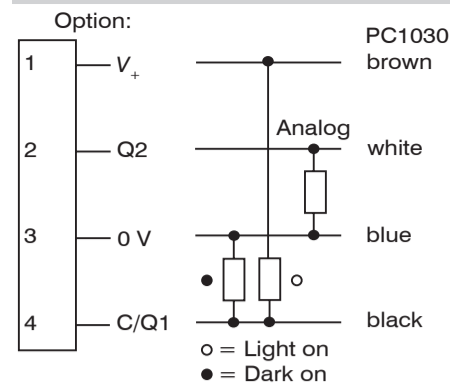 Option:
PC1030
1 V+ brown
Analog
2 Q2 white
3 0 V blue
4 C/Q1 black
○ = Light on
● = Dark on